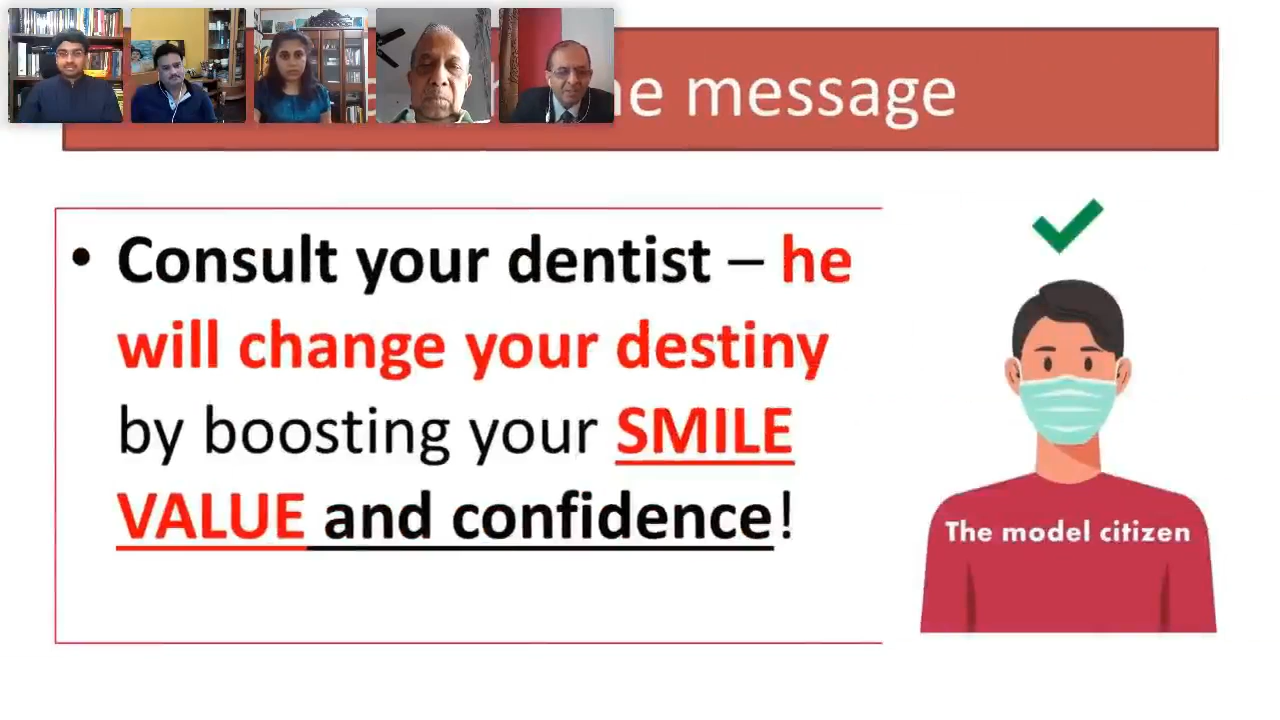 he message
• Consult your dentist – he
will change your destiny
by boosting your SMILE
VALUE and confidence!
The model citizen